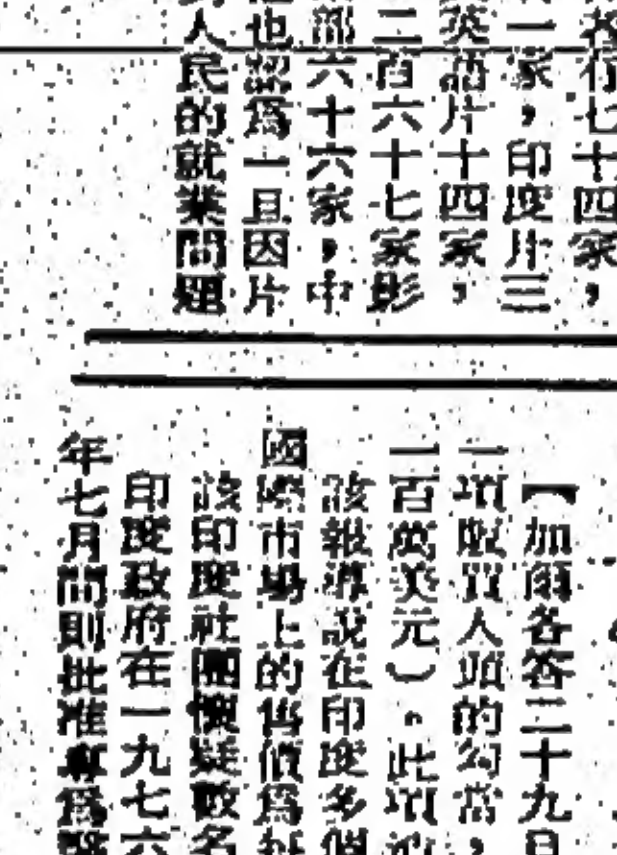 行七十四家，
一家，印度片三
英語片十四家，
二百六十七家影
部六十六家，中
也認爲一旦因片
人民的就業問題
【加爾各答二十九日
一項販買人頭的勾當，
一百萬美元）。此項
該報導說在印度多個
國際市場上的售價爲每
該印度社團懷疑數名
印度政府在一九七六
年七月間則批准專爲醫